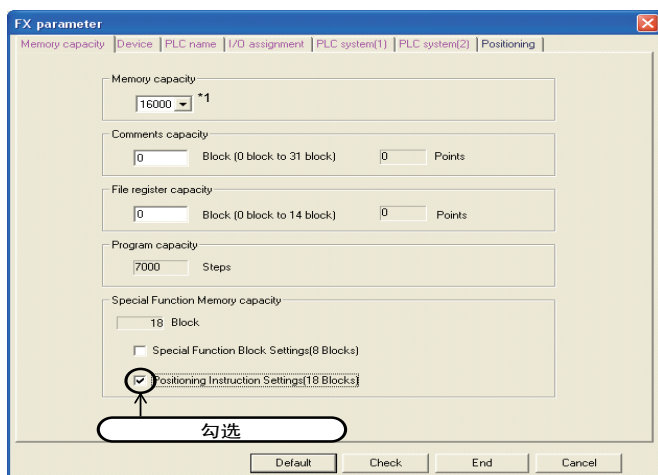 FX parameter
Memory capacity Device PLC name I/O assignment PLC system(1) PLC system(2) Positioning
Memory capacity
16000 *1
Comments capacity
0 Block (0 block to 31 block) 0 Points
File register capacity
0 Block (0 block to 14 block) 0 Points
Program capacity
7000 Steps
Special Function Memory capacity
18 Block
Special Function Block Settings(8 Blocks)
Positioning Instruction Settings(18 Blocks)
勾选
Default Check End Cancel